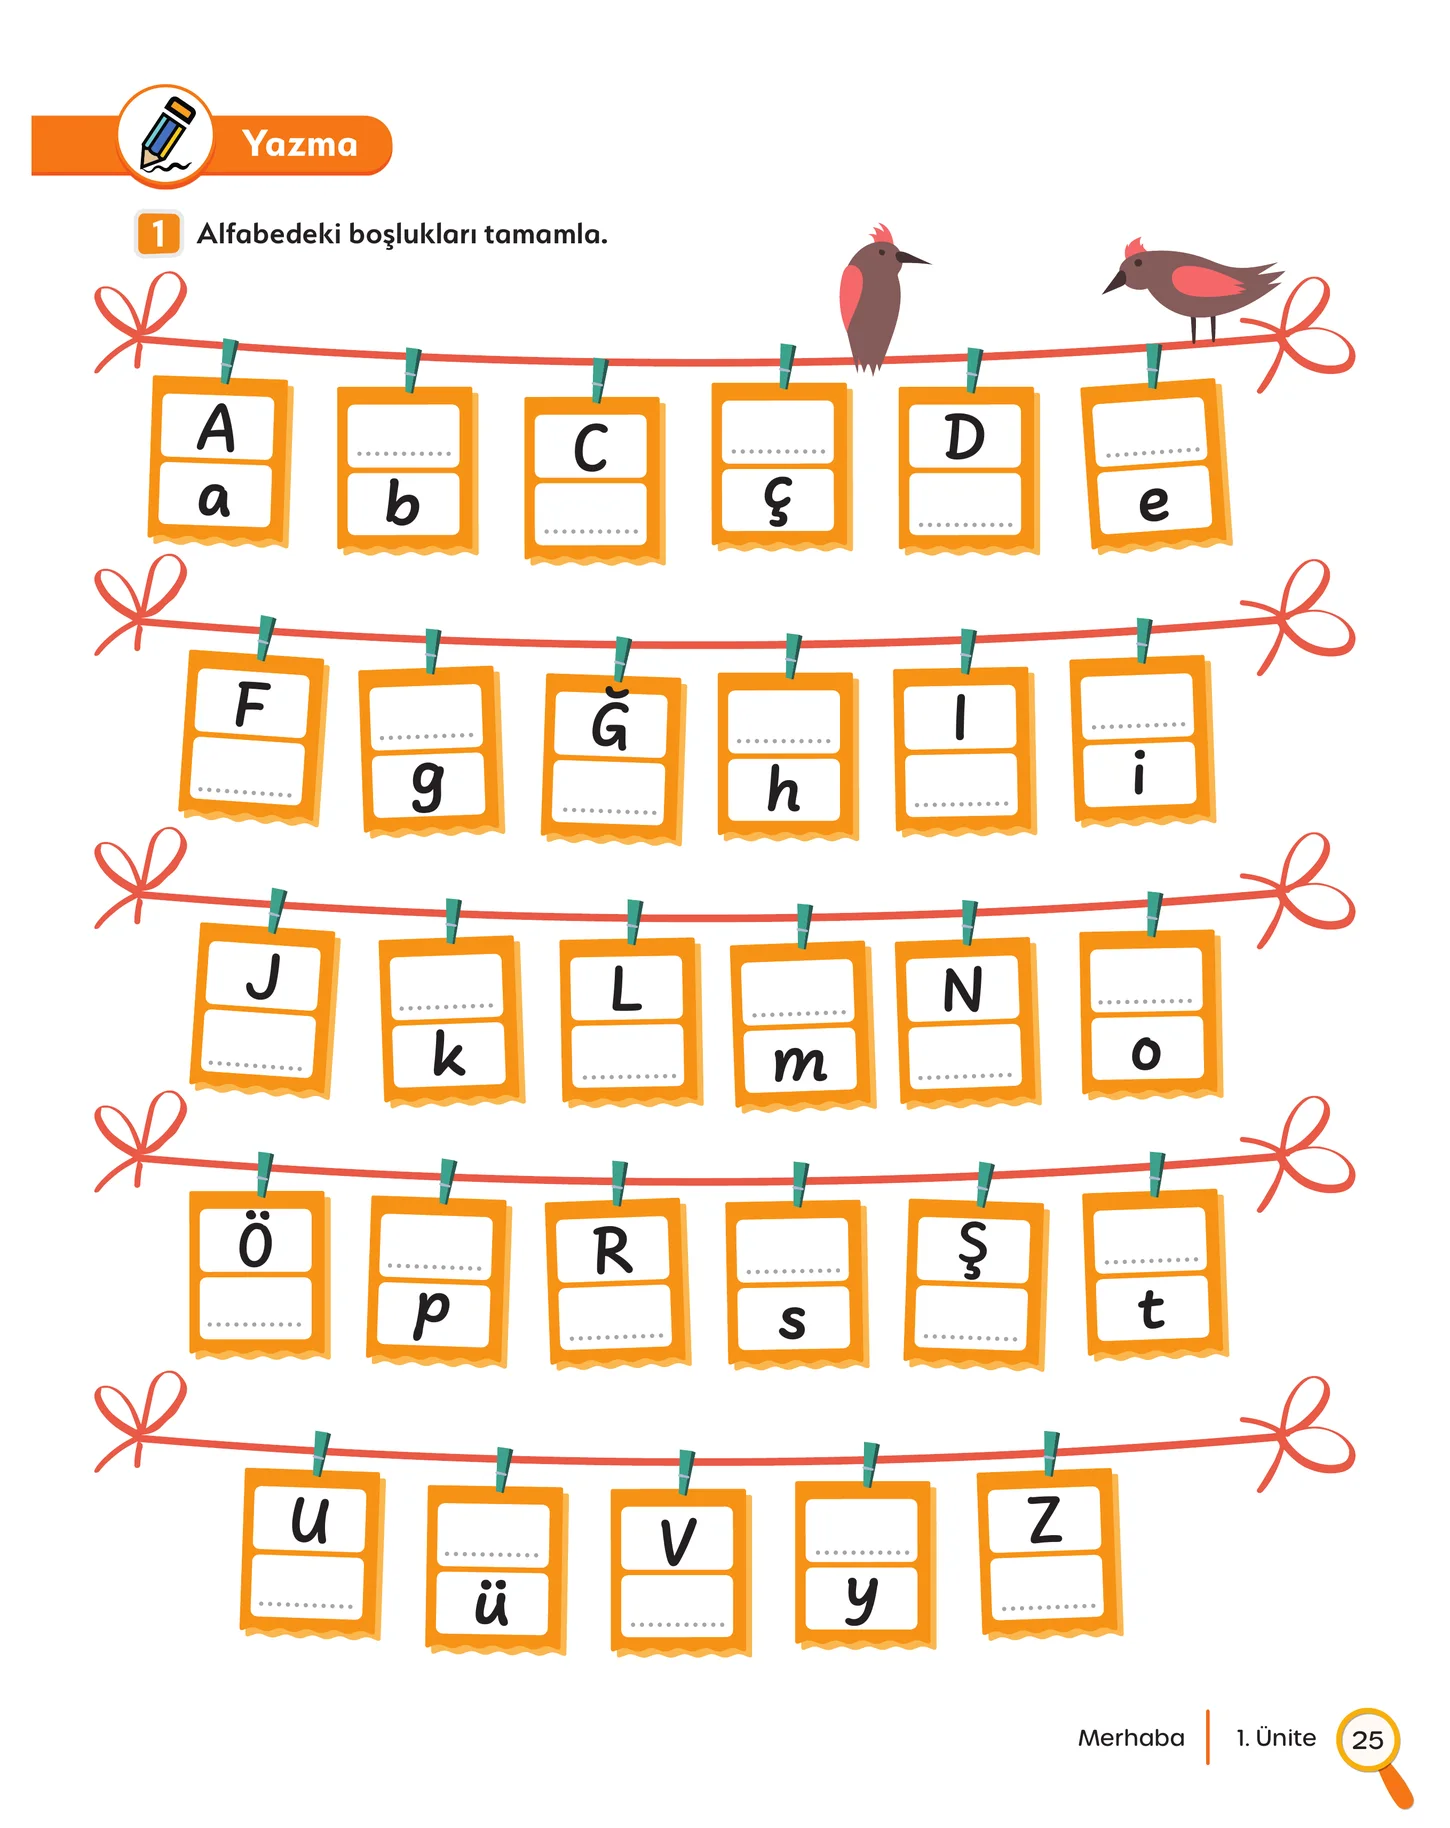 Yazma
1 Alfabedeki boşlukları tamamla.
A C D
a b ç e
F Ğ I
g h i
J L N
k m o
Ö R Ş
p s t
U V Z
ü y
Merhaba 1. Ünite 25